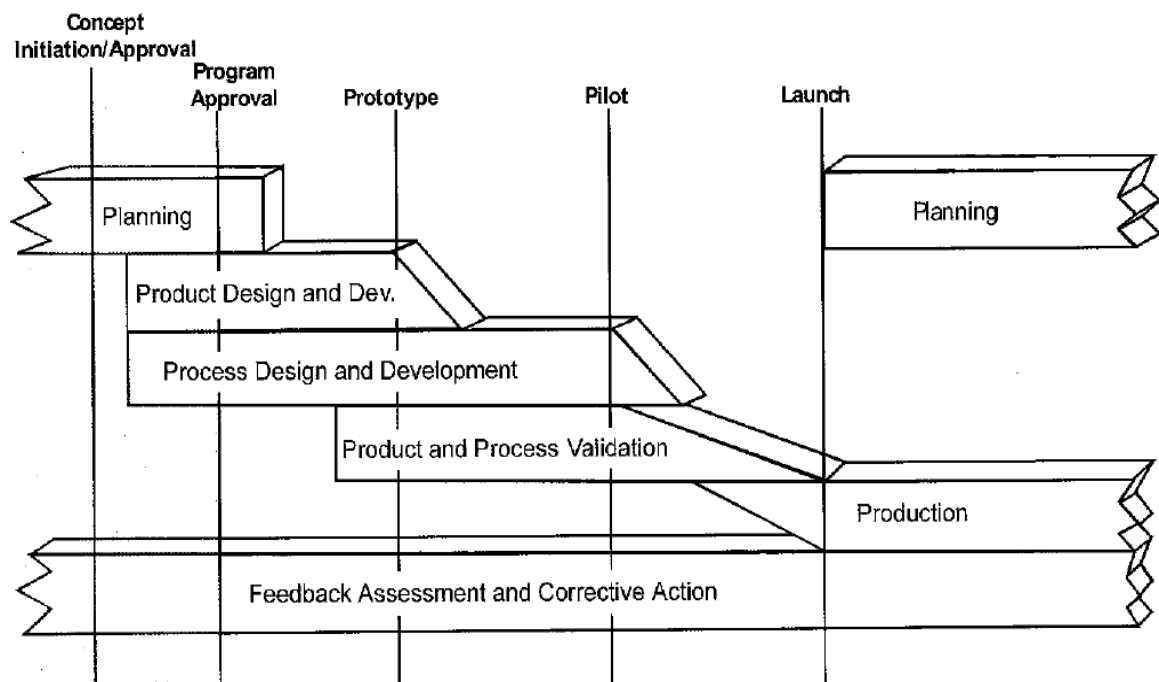 Concept
Initiation/Approval
Program
Approval
Prototype
Pilot
Launch
Planning
Planning
Product Design and Dev.
Process Design and Development
Product and Process Validation
Production
Feedback Assessment and Corrective Action